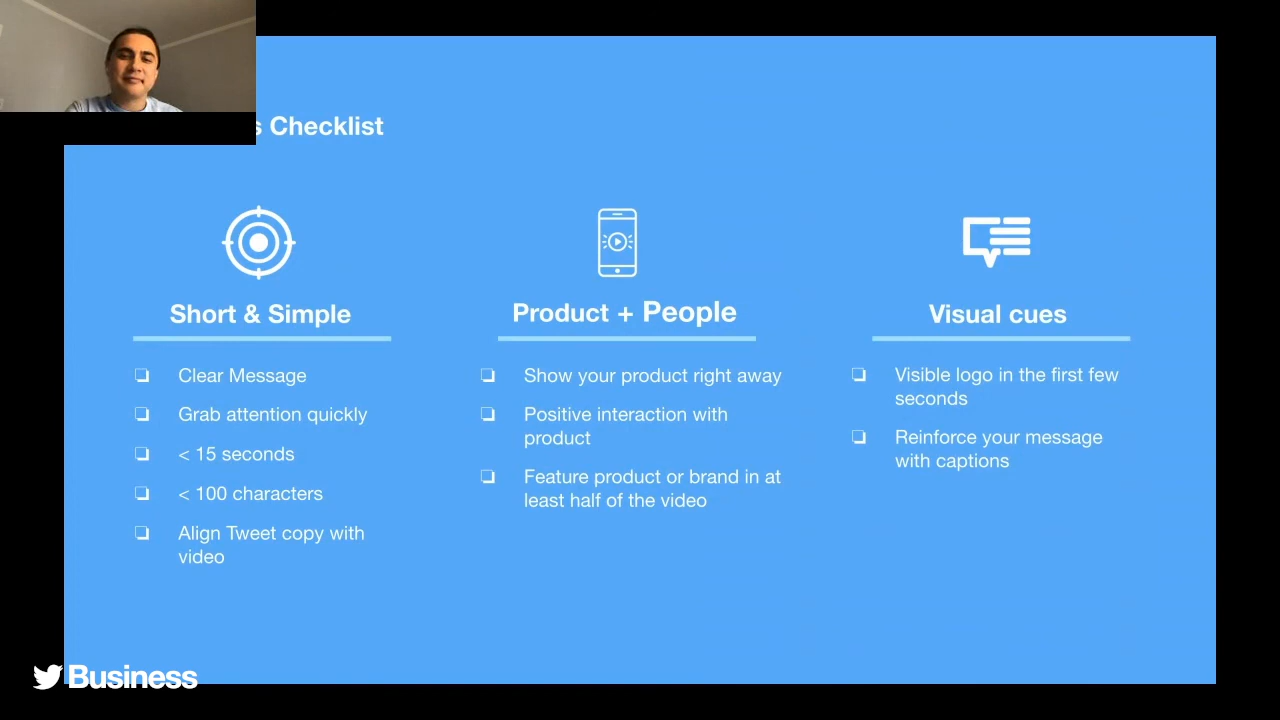 Checklist
Short & Simple
Clear Message
Grab attention quickly
< 15 seconds
< 100 characters
Align Tweet copy with
video
Product + People
Show your product right away
Positive interaction with
product
Feature product or brand in at
least half of the video
Visual cues
Visible logo in the first few
seconds
Reinforce your message
with captions
Business